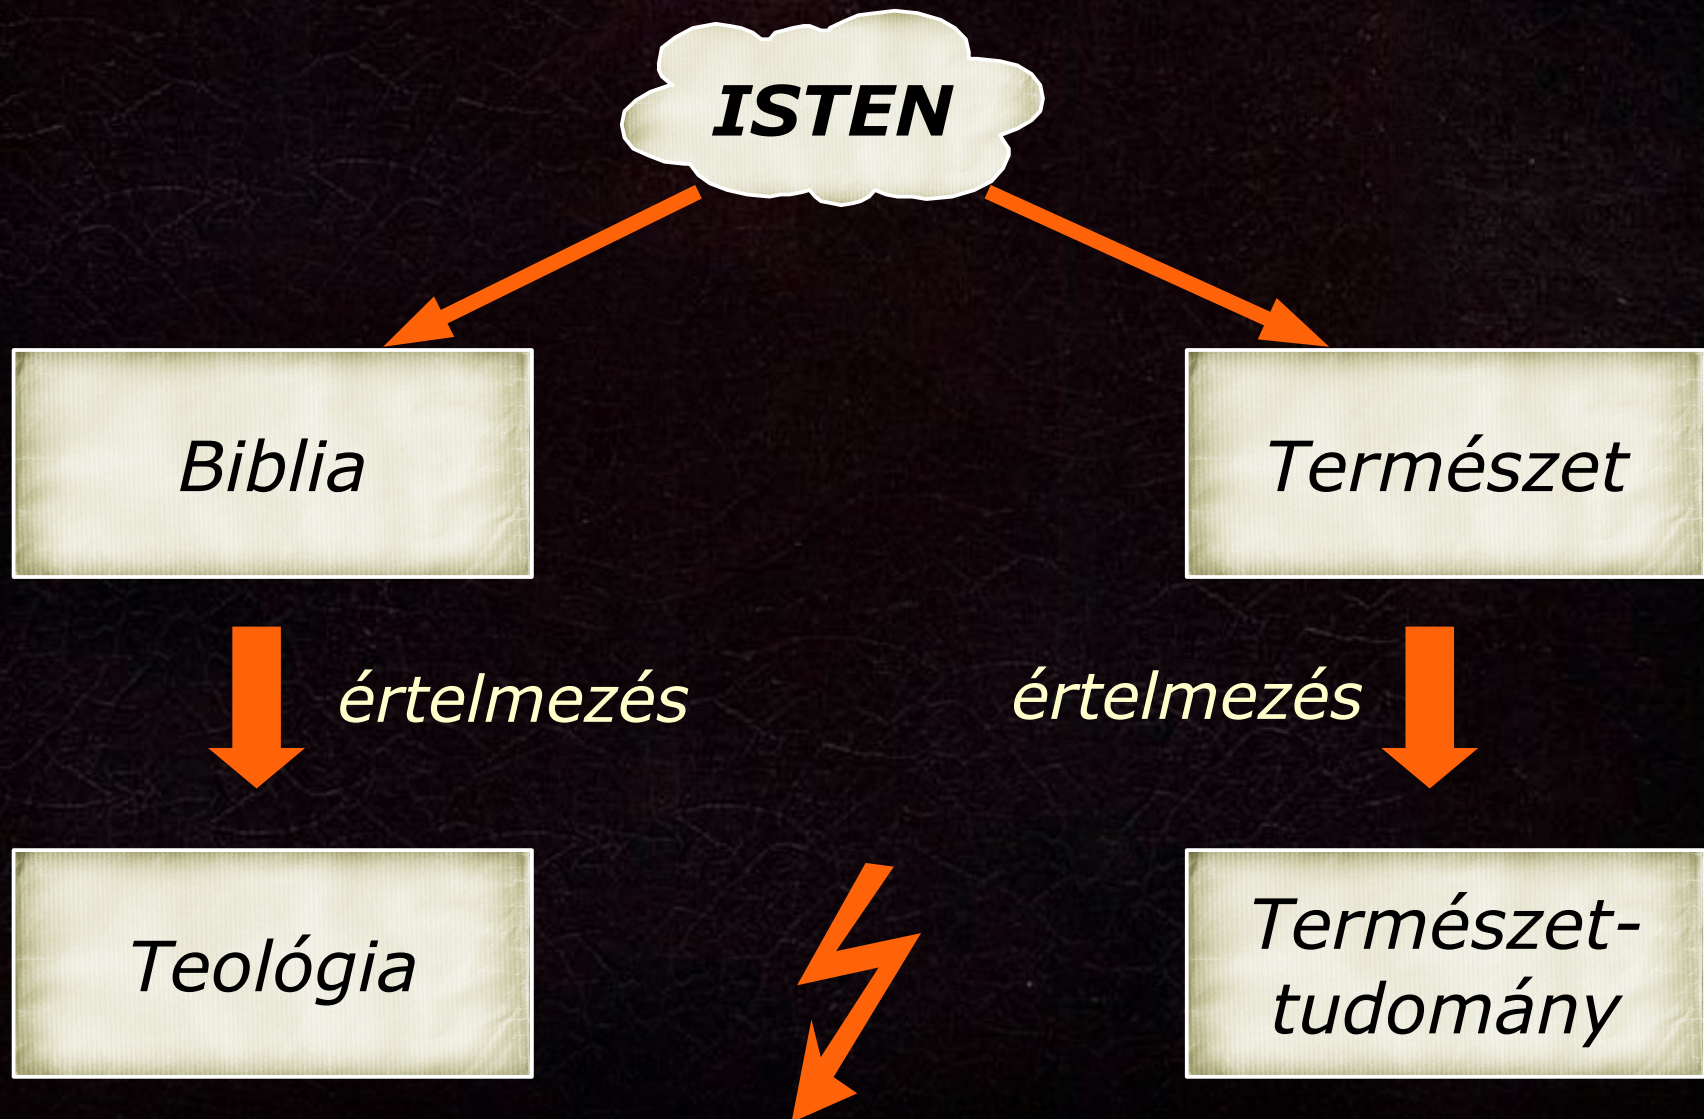 ISTEN
Biblia
Természet
értelmezés
értelmezés
Teológia
Természet-
tudomány